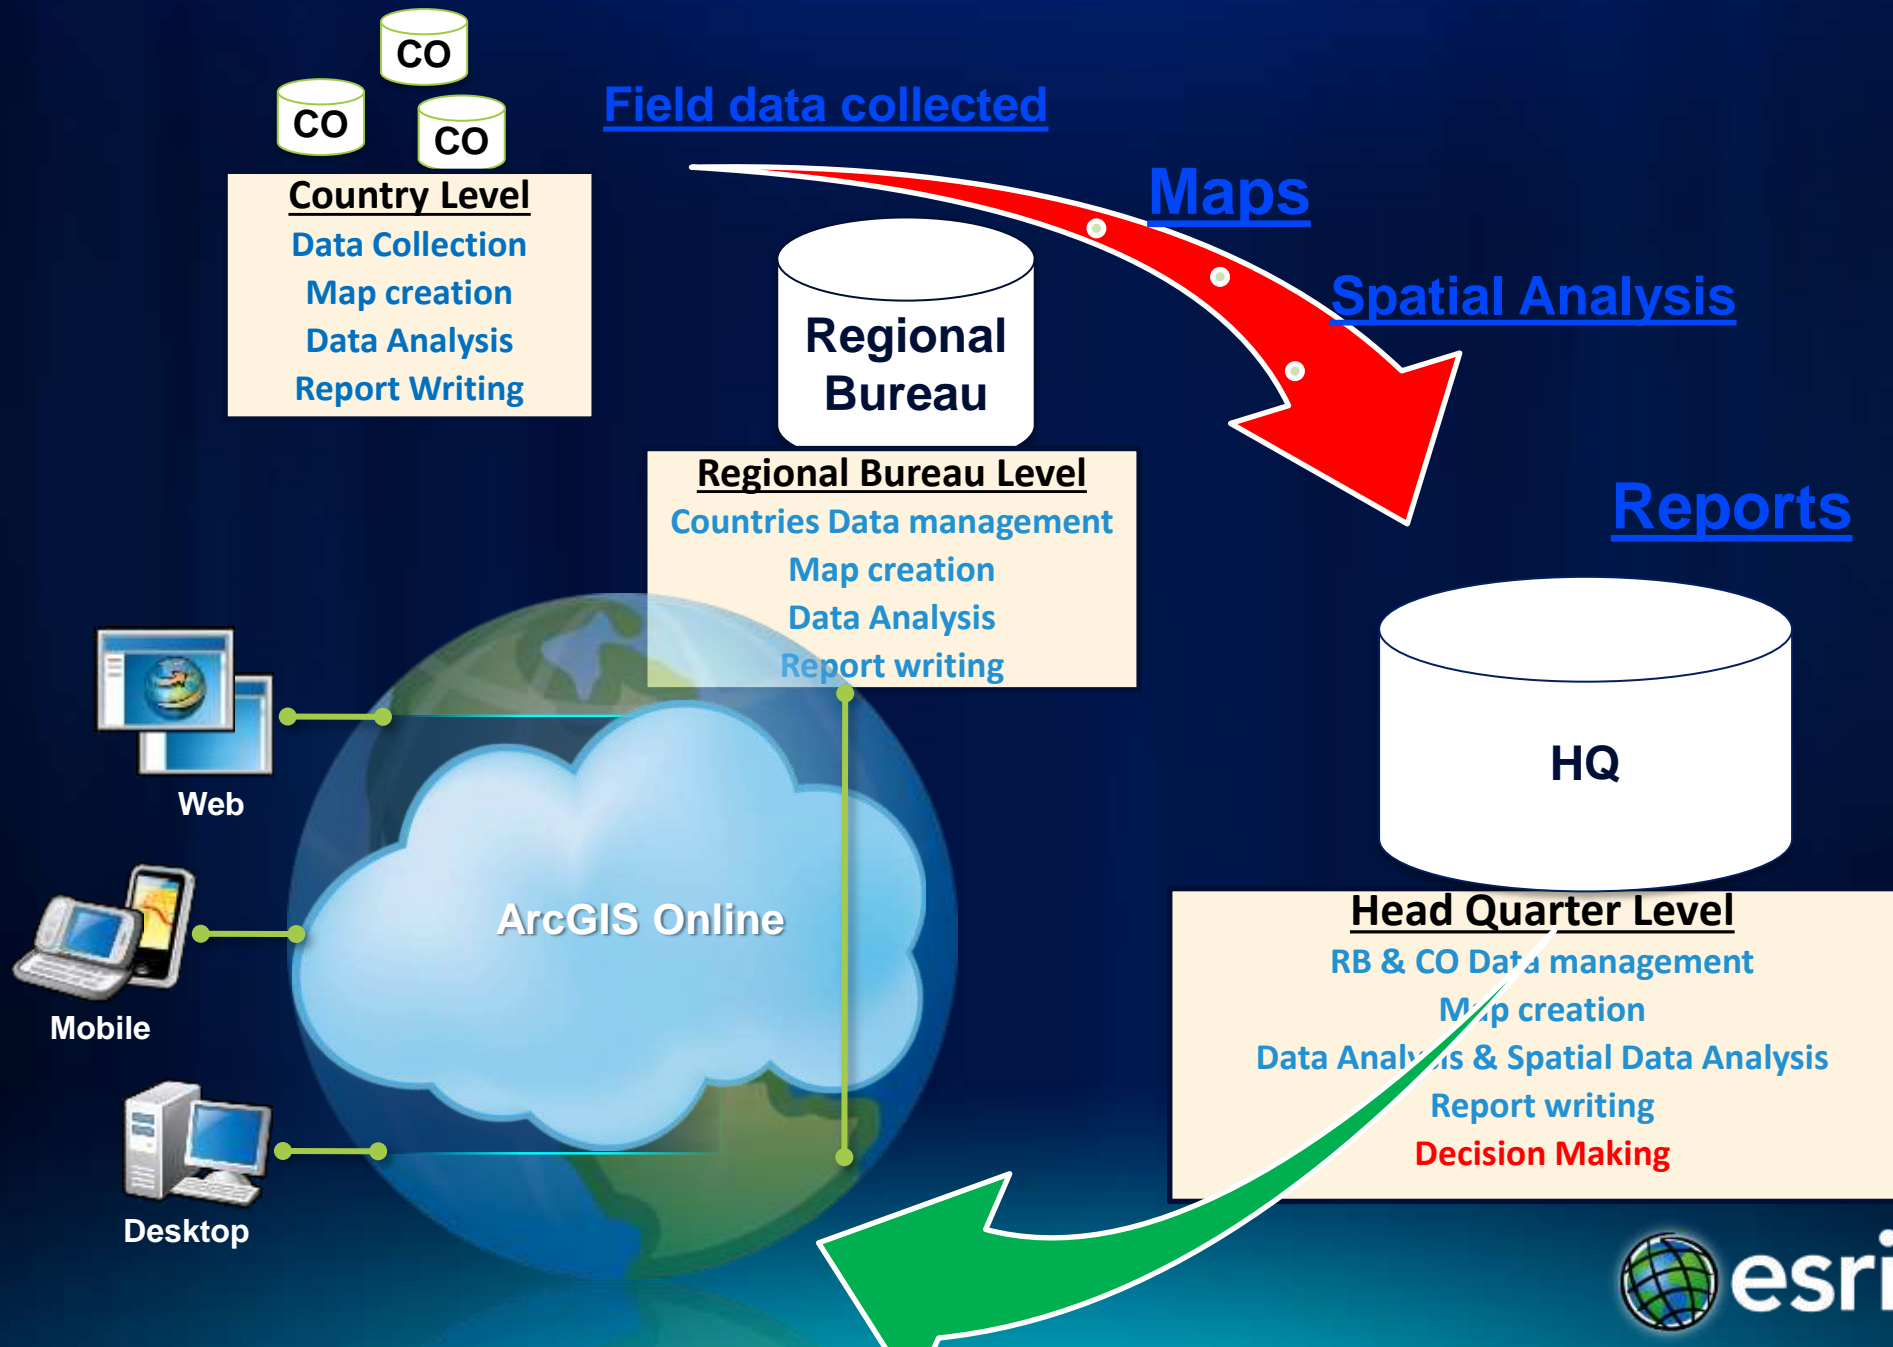 CO
CO
CO
Country Level
Data Collection
Map creation
Data Analysis
Report Writing
Field data collected
Maps
Spatial Analysis
Reports
Regional
Bureau
Regional Bureau Level
Countries Data management
Map creation
Data Analysis
Report writing
HQ
Head Quarter Level
RB & CO Data management
Map creation
Data Analysis & Spatial Data Analysis
Report writing
Decision Making
Web
Mobile
Desktop
ArcGIS Online
esri